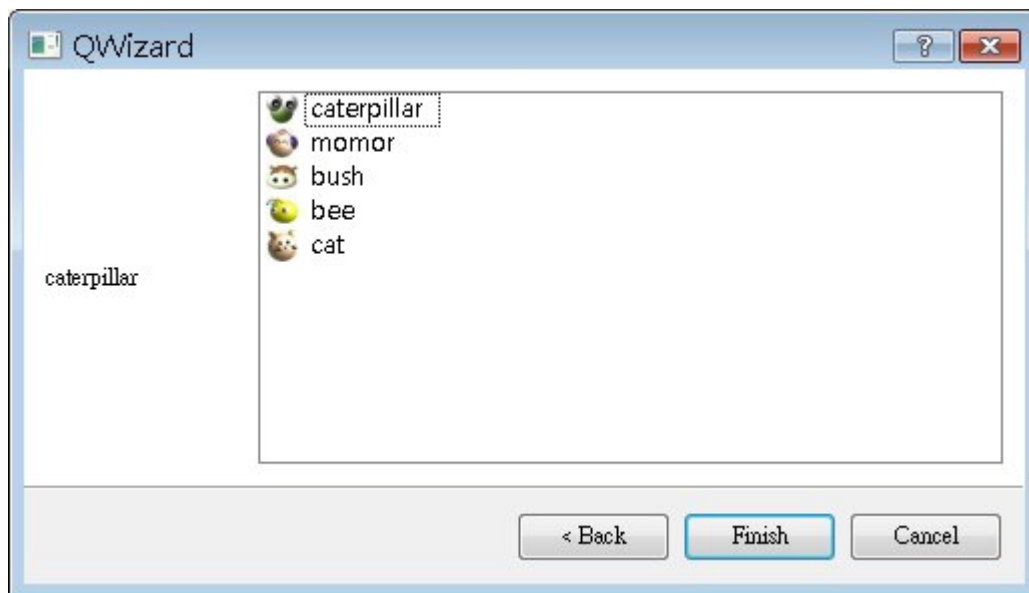 QWizard
caterpillar
momor
bush
bee
cat
caterpillar
< Back
Finish
Cancel